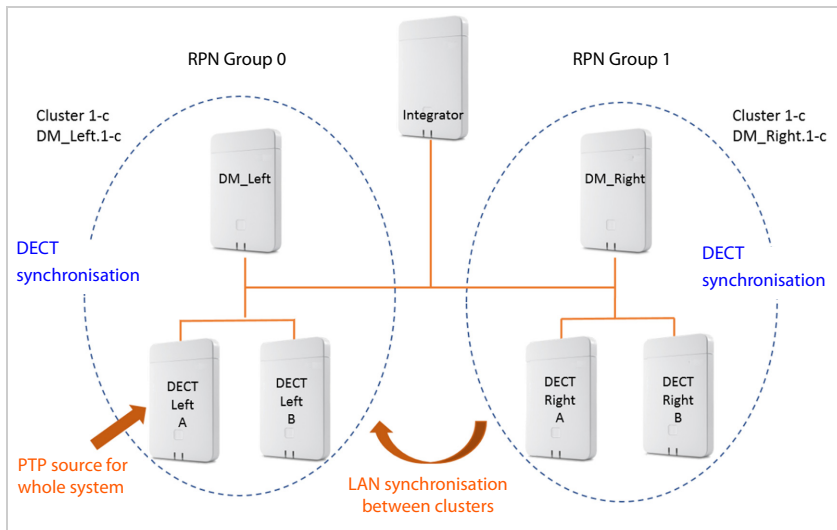 RPN Group 0
RPN Group 1
Integrator
Cluster 1-c
DM_Left.1-c
Cluster 1-c
DM_Right.1-c
DM_Left
DM_Right
DECT
synchronisation
DECT
synchronisation
DECT
Left
A
DECT
Left
B
DECT
Right
A
DECT
Right
B
PTP source for
whole system
LAN synchronisation
between clusters